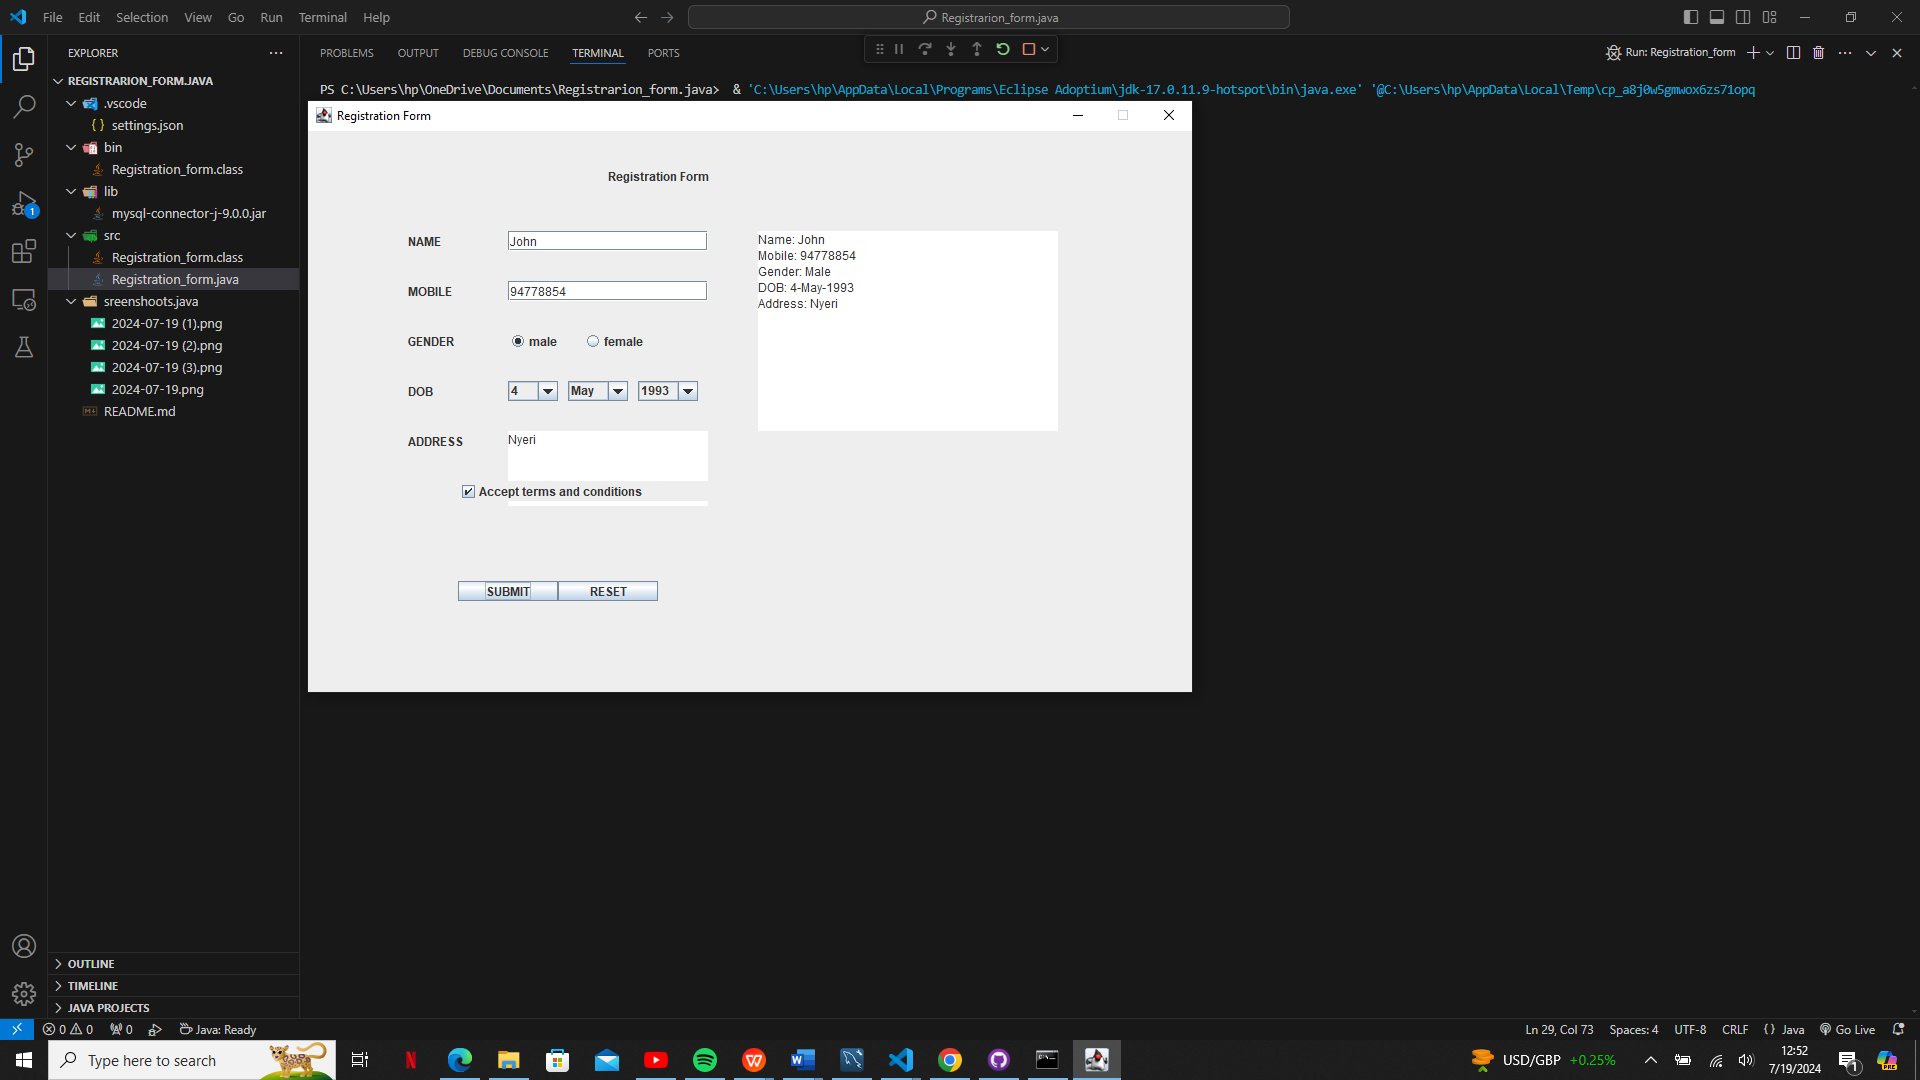 File Edit Selection View Go Run Terminal Help
Registrarion_form.java
EXPLORER
PROBLEMS OUTPUT DEBUG CONSOLE TERMINAL PORTS
Run: Registration_form
REGISTRARION_FORM.JAVA
.vscode
settings.json
bin
Registration_form.class
lib
mysql-connector-j-9.0.0.jar
src
Registration_form.class
Registration_form.java
sreenshoots.java
2024-07-19 (1).png
2024-07-19 (2).png
2024-07-19 (3).png
2024-07-19.png
README.md
OUTLINE
TIMELINE
JAVA PROJECTS
1
PS C:\Users\hp\OneDrive\Documents\Registrarion_form.java> & 'C:\Users\hp\AppData\Local\Programs\Eclipse Adoptium\jdk-17.0.11.9-hotspot\bin\java.exe' '@C:\Users\hp\AppData\Local\Temp\cp_a8j0w5gmwox6zs71opq
Registration Form
Registration Form
NAME John
MOBILE 94778854
GENDER male female
DOB 4 May 1993
ADDRESS Nyeri
Accept terms and conditions
SUBMIT RESET
Name: John
Mobile: 94778854
Gender: Male
DOB: 4-May-1993
Address: Nyeri
0 0 0 Java: Ready
Ln 29, Col 73 Spaces: 4 UTF-8 CRLF {} Java Go Live
Type here to search
USD/GBP +0.25%
12:52
7/19/2024
1
PRE